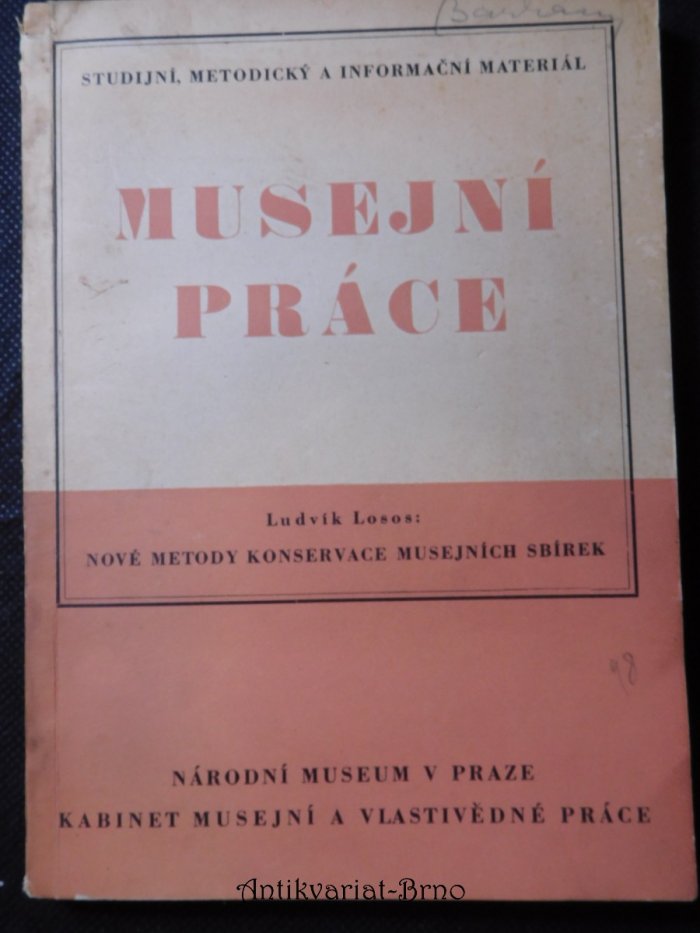 STUDIJNÍ, METODICKÝ A INFORMAČNÍ MATERIÁL
MUSEJNÍ
PRÁCE
Ludvík Losos:
NOVÉ METODY KONSERVACE MUSEJNÍCH SBÍREK
NÁRODNÍ MUSEUM V PRAZE
KABINET MUSEJNÍ A VLASTIVĚDNÉ PRÁCE
Antikvariat-Brno